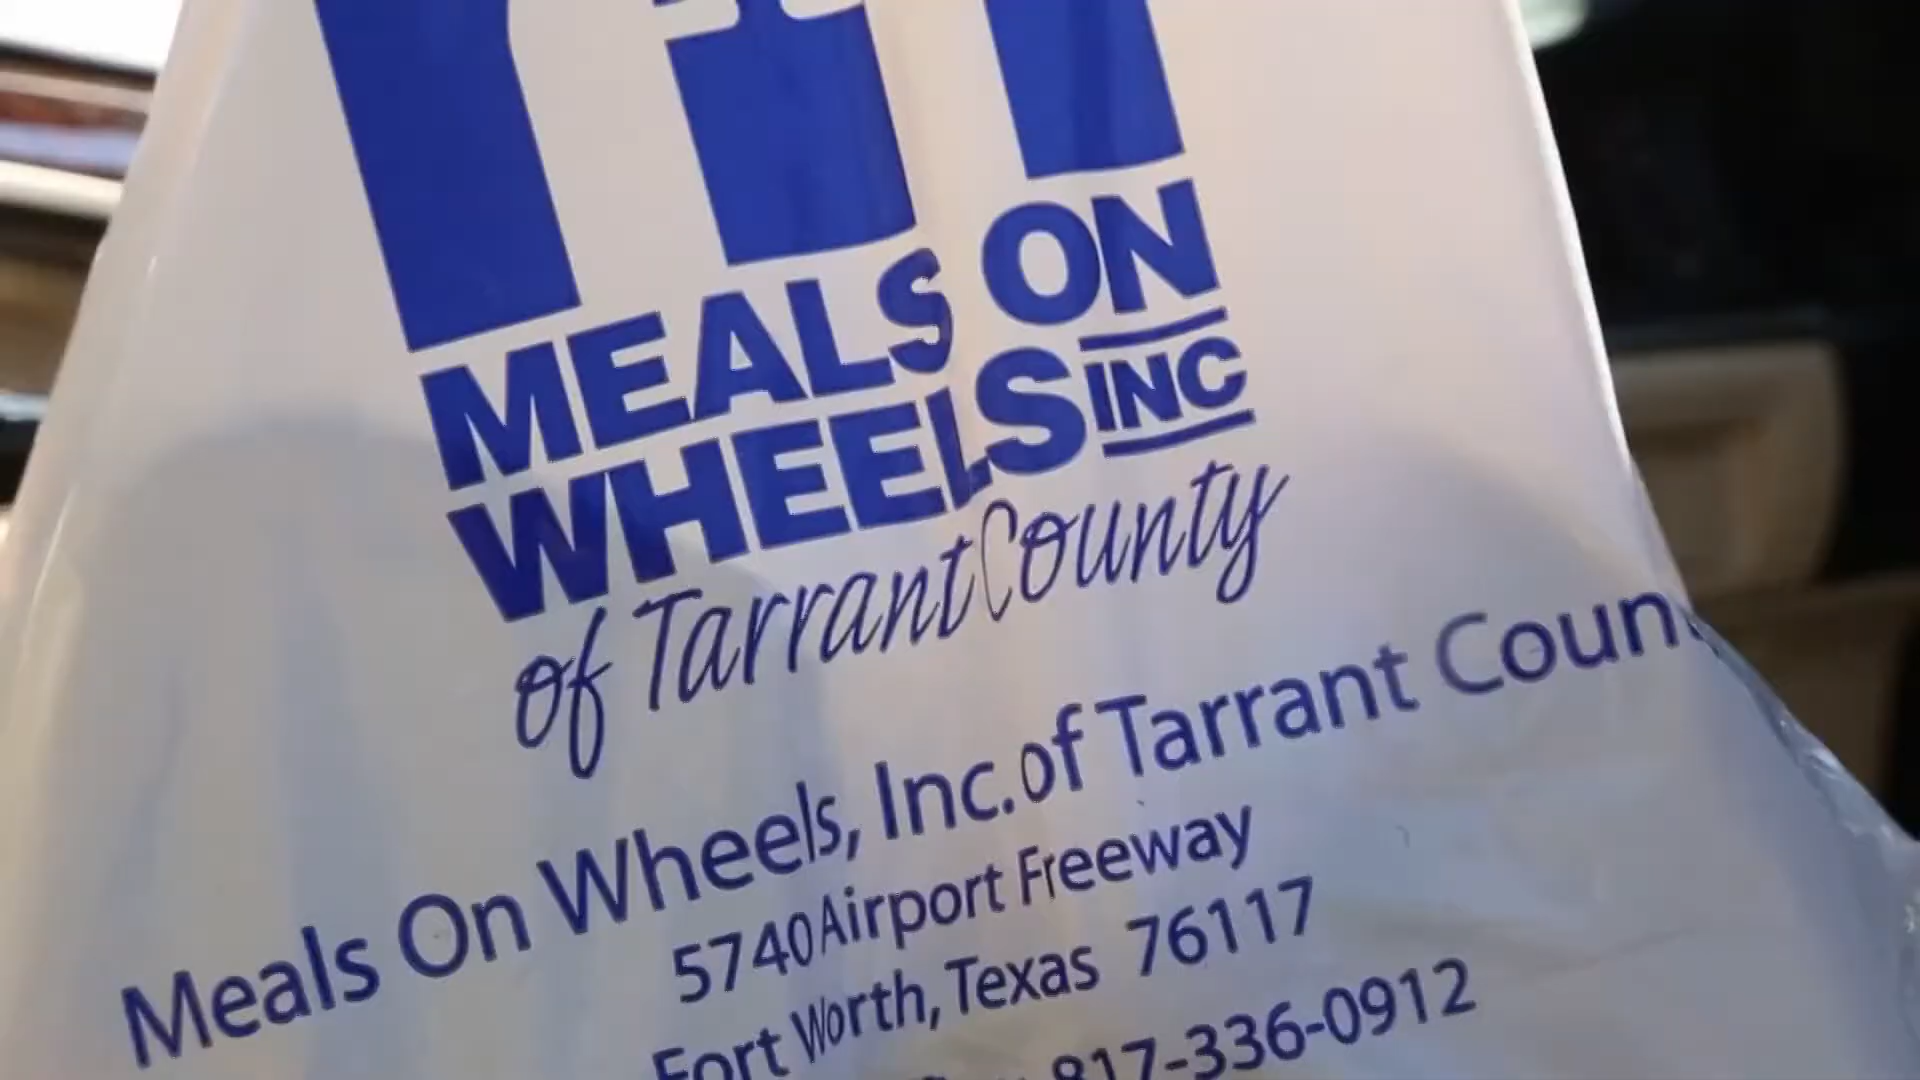 MEALS ON
WHEELS INC
of Tarrant County
Meals On Wheels, Inc. of Tarrant Coun
5740 Airport Freeway
Fort Worth, Texas 76117
817-336-0912